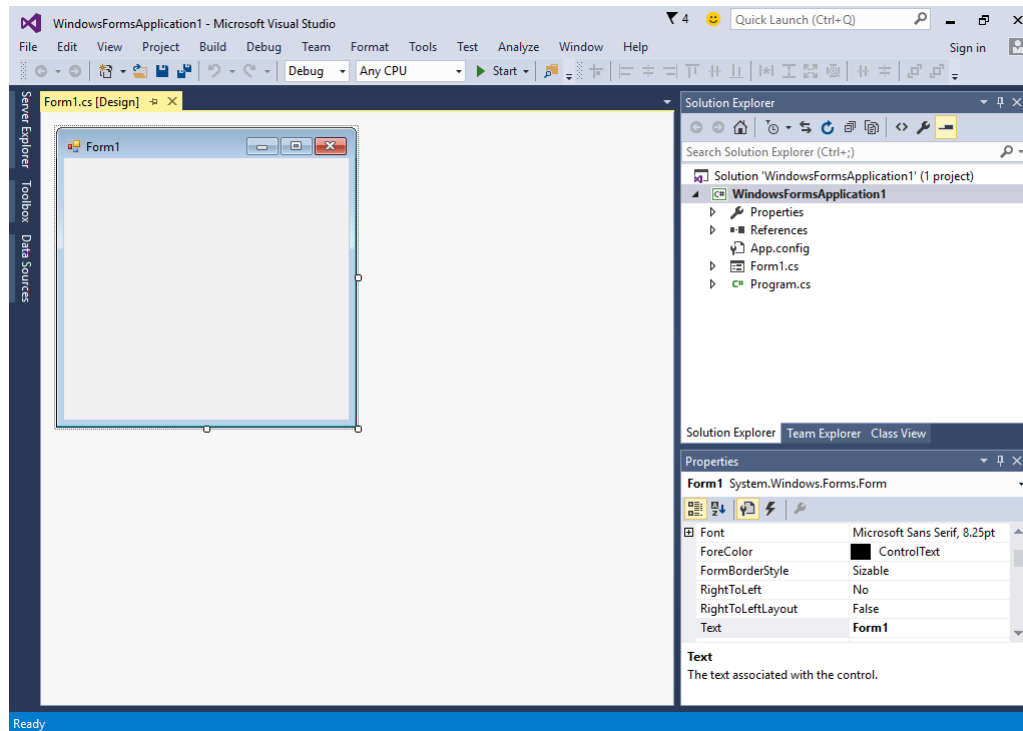 WindowsFormsApplication1 - Microsoft Visual Studio
4
Quick Launch (Ctrl+Q)
File Edit View Project Build Debug Team Format Tools Test Analyze Window Help
Sign in
Debug Any CPU Start
Server Explorer
Toolbox
Data Sources
Form1.cs [Design]
Form1
Solution Explorer
Search Solution Explorer (Ctrl+;)
Solution 'WindowsFormsApplication1' (1 project)
C# WindowsFormsApplication1
Properties
References
App.config
Form1.cs
C# Program.cs
Solution Explorer Team Explorer Class View
Properties
Form1 System.Windows.Forms.Form
Font Microsoft Sans Serif, 8.25pt
ForeColor ControlText
FormBorderStyle Sizable
RightToLeft No
RightToLeftLayout False
Text Form1
Text
The text associated with the control.
Ready